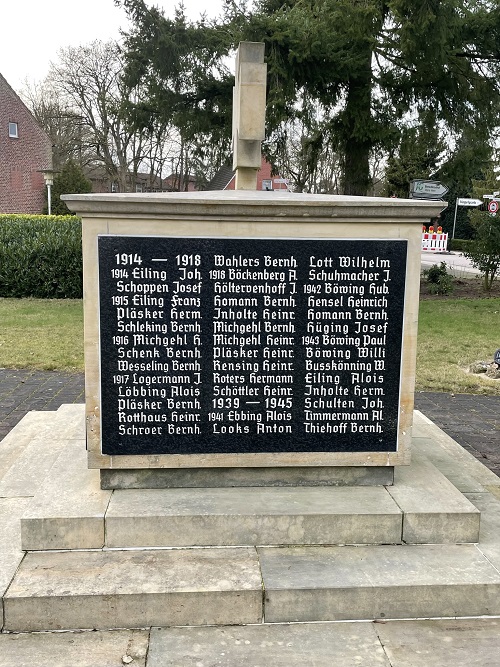 1914 — 1918
1914 Eiling Joh.
Schoppen Josef
1915 Eiling Franz
Pläsker Herm.
Schleking Bernh.
1916 Michgehl H.
Schenk Bernh.
Wesseling Bernh.
1917 Lagermann J.
Löbbing Alois
Pläsker Bernh.
Rotthoff Heinr.
Schroer Bernh.
Wahlers Bernh.
1918 Böckenberg A.
Höltervenhoff J.
Homann Bernh.
Inholte Heinr.
Michgehl Bernh.
Michgehl Heinr.
Pläsker Heinr.
Rensing Heinr.
Roters Hermann
Schöttel Heinr.
1939 — 1945
1941 Ebbing Alois
Looks Anton
Lott Wilhelm
Schuhmacher J.
1942 Böwing Hub.
Hensel Heinrich
Homann Bernh.
Hüging Josef
1943 Böwing Paul
Böwing Willi
Busskönning W.
Eiling Alois
Inholte Herm.
Schulten Joh.
Timmermann Al.
Thiehoff Bernh.